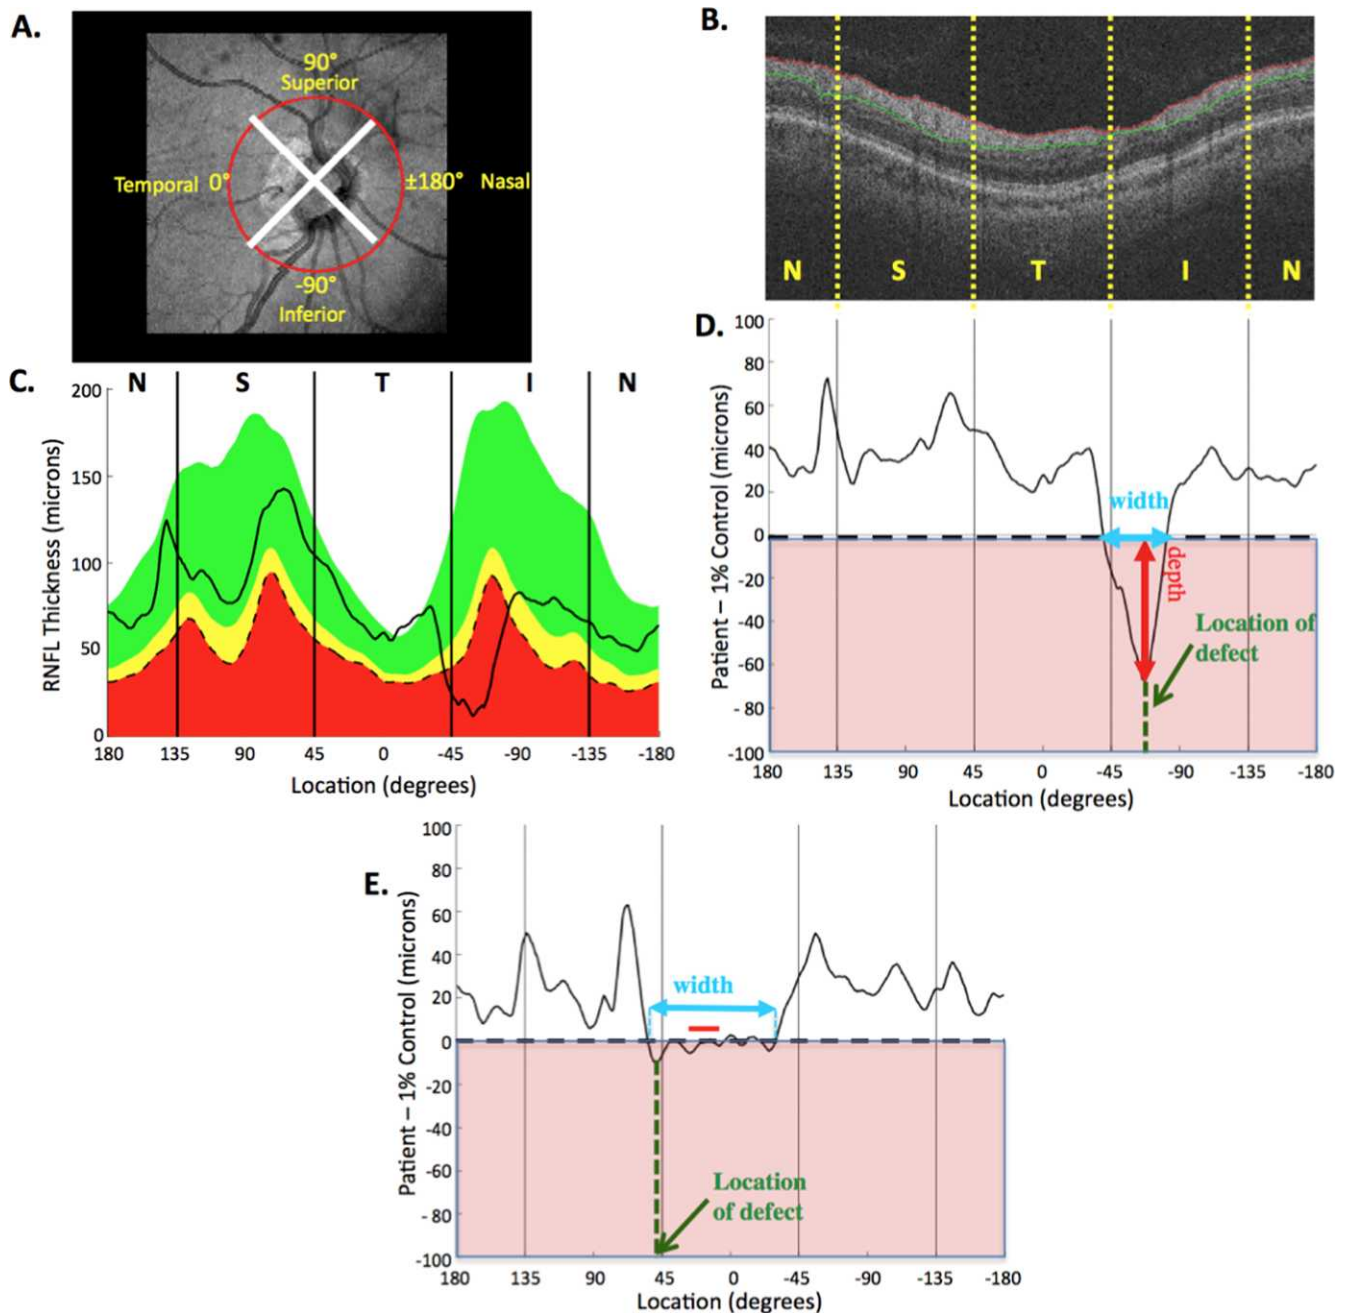 A.
90°
Superior
Temporal 0°
±180° Nasal
-90°
Inferior
B.
N S T I N
C.
N S T I N
RNFL Thickness (microns)
200
150
100
50
0
180 135 90 45 0 -45 -90 -135 -180
Location (degrees)
D.
Patient – 1% Control (microns)
100
80
60
40
20
0
-20
-40
-60
- 80
-100
width
depth
Location of
defect
180 135 90 45 0 -45 -90 -135 -180
Location (degrees)
E.
Patient – 1% Control (microns)
100
80
60
40
20
0
-20
-40
-60
- 80
-100
width
Location
of defect
180 135 90 45 0 -45 -90 -135 -180
Location (degrees)